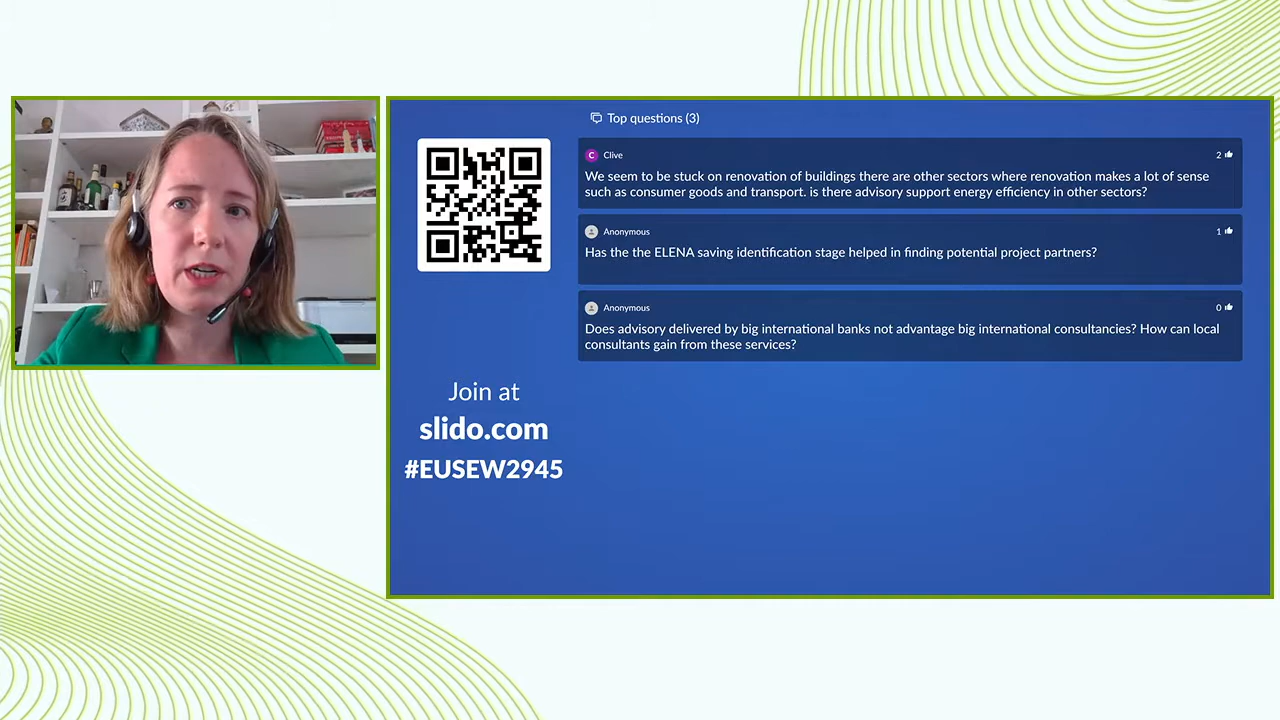 Top questions (3)
C Clive 2
We seem to be stuck on renovation of buildings there are other sectors where renovation makes a lot of sense
such as consumer goods and transport. is there advisory support energy efficiency in other sectors?
Anonymous 1
Has the the ELENA saving identification stage helped in finding potential project partners?
Anonymous 0
Does advisory delivered by big international banks not advantage big international consultancies? How can local
consultants gain from these services?
Join at
slido.com
#EUSEW2945